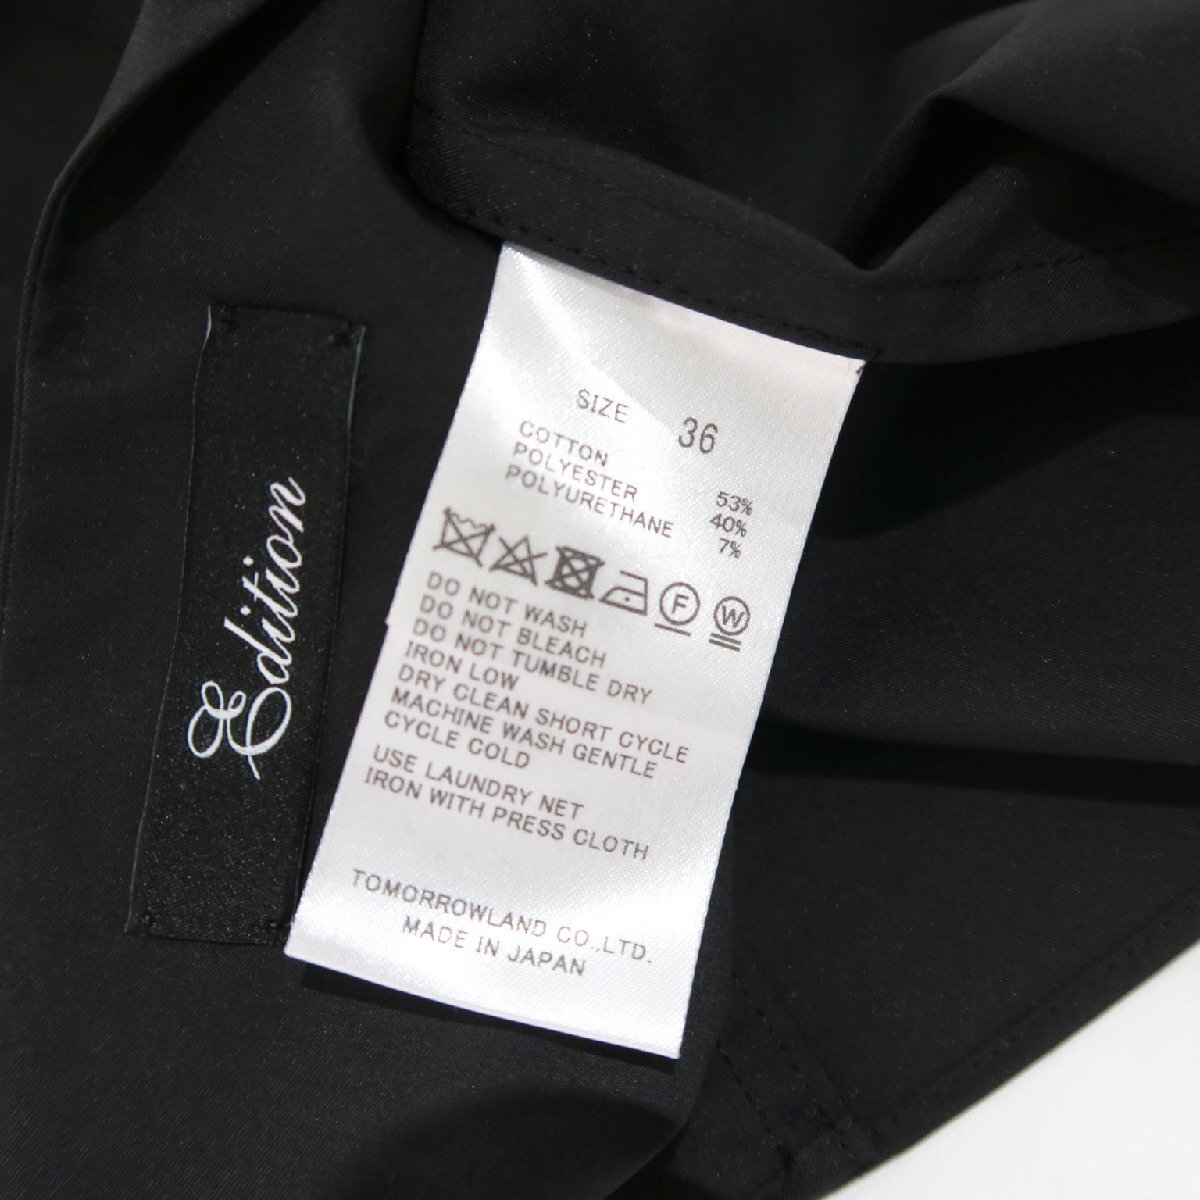 Edition
SIZE 36
COTTON 53%
POLYESTER 40%
POLYURETHANE 7%
F W
DO NOT WASH
DO NOT BLEACH
DO NOT TUMBLE DRY
IRON LOW
DRY CLEAN SHORT CYCLE
MACHINE WASH GENTLE
CYCLE COLD
USE LAUNDRY NET
IRON WITH PRESS CLOTH
TOMORROWLAND CO.,LTD.
MADE IN JAPAN